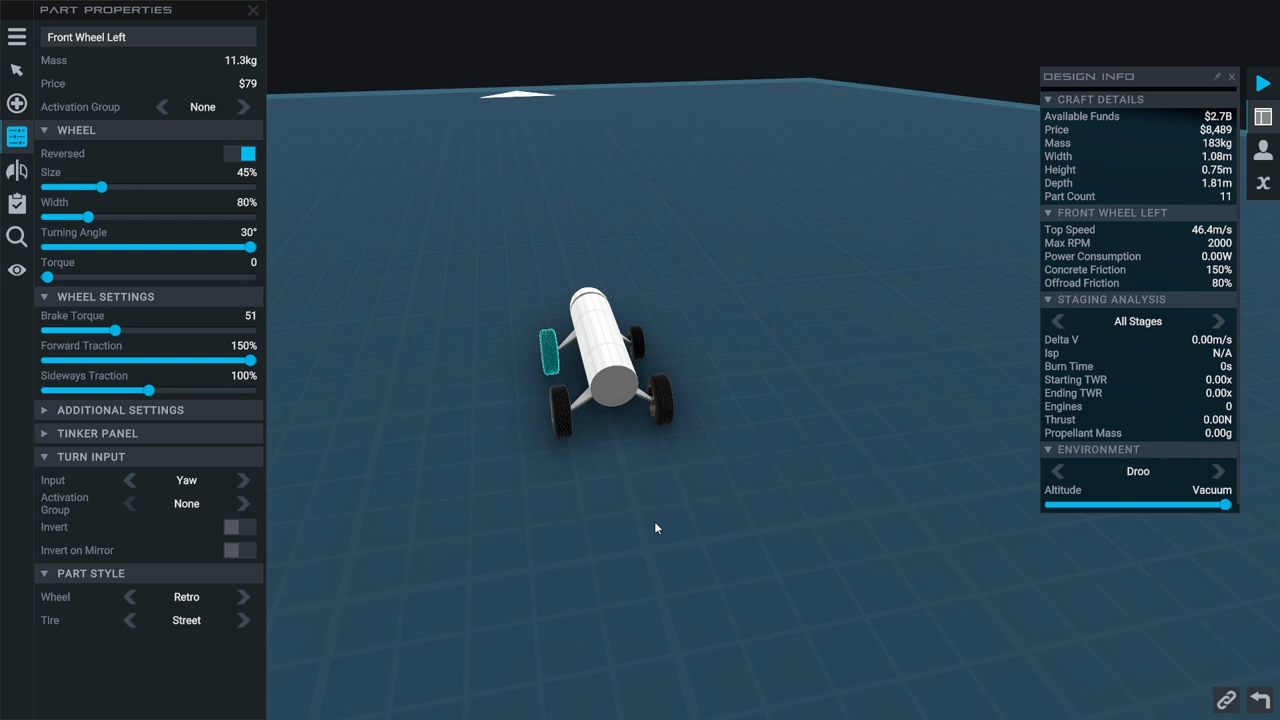 PART PROPERTIES
Front Wheel Left
Mass 11.3kg
Price $79
Activation Group None
WHEEL
Reversed
Size 45%
Width 80%
Turning Angle 30°
Torque 0
WHEEL SETTINGS
Brake Torque 51
Forward Traction 150%
Sideways Traction 100%
ADDITIONAL SETTINGS
TINKER PANEL
TURN INPUT
Input Yaw
Activation Group None
Invert
Invert on Mirror
PART STYLE
Wheel Retro
Tire Street
DESIGN INFO
CRAFT DETAILS
Available Funds $2.7B
Price $8,489
Mass 183kg
Width 1.08m
Height 0.75m
Depth 1.81m
Part Count 11
FRONT WHEEL LEFT
Top Speed 46.4m/s
Max RPM 2000
Power Consumption 0.00W
Concrete Friction 150%
Offroad Friction 80%
STAGING ANALYSIS
All Stages
Delta V 0.00m/s
Isp N/A
Burn Time 0s
Starting TWR 0.00x
Ending TWR 0.00x
Engines 0
Thrust 0.00N
Propellant Mass 0.00g
ENVIRONMENT
Droo
Altitude Vacuum
x